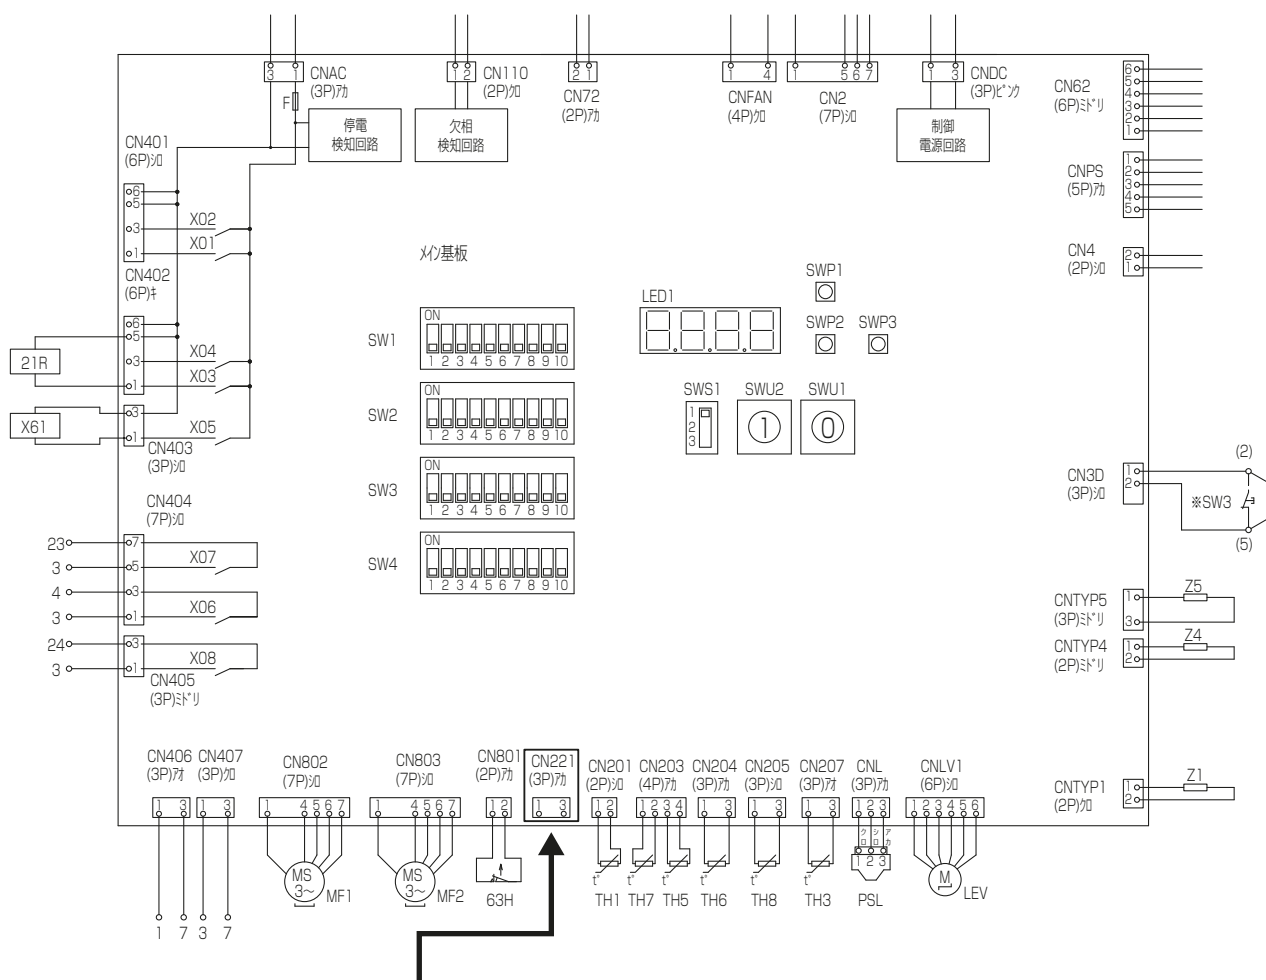 3 1
CNAC
(3P)ｱｶ
F
停電
検知回路
1 2
CN110
(2P)ｸﾛ
欠相
検知回路
2 1
CN72
(2P)ｱｶ
1 4
CNFAN
(4P)ｸﾛ
1 5 6 7
CN2
(7P)ｼﾛ
1 3
CNDC
(3P)ﾋﾟﾝｸ
制御
電源回路
CN62
(6P)ﾐﾄﾞﾘ
6
5
4
3
2
1
CNPS
(5P)ｱｶ
1
2
3
4
5
CN4
(2P)ｼﾛ
2
1
CN401
(6P)ｼﾛ
6
5
3
1
X02
X01
CN402
(6P)ｷ
6
5
3
1
X04
X03
21R
X61
3
1
X05
CN403
(3P)ｼﾛ
メイン基板
SWP1
LED1
SWP2 SWP3
SW1
ON
1 2 3 4 5 6 7 8 9 10
SW2
ON
1 2 3 4 5 6 7 8 9 10
SW3
ON
1 2 3 4 5 6 7 8 9 10
SW4
ON
1 2 3 4 5 6 7 8 9 10
SWS1 SWU2 SWU1
1
2
3
1 0
CN3D
(3P)ｼﾛ
1
2
(2)
※SW3
(5)
CN404
(7P)ｼﾛ
23 7
3 5 X07
4 3
3 1 X06
24 3
3 1 X08
CN405
(3P)ﾐﾄﾞﾘ
CNTYP5
(3P)ﾐﾄﾞﾘ
1
3
Z5
CNTYP4
(2P)ﾐﾄﾞﾘ
1
2
Z4
CNTYP1
(2P)ｸﾛ
1
2
Z1
CN406
(3P)ｱｵ
1 3
CN407
(3P)ｸﾛ
1 3
1 7 3 7
CN802
(7P)ｼﾛ
1 4 5 6 7
MS
3～
MF1
CN803
(7P)ｼﾛ
1 4 5 6 7
MS
3～
MF2
CN801
(2P)ｱｶ
1 2
63H
CN221
(3P)ｱｶ
1 3
CN201
(2P)ｼﾛ
1 2
t°
TH1
CN203
(4P)ｱｶ
1 2 3 4
t° t°
TH7 TH5
CN204
(3P)ｱｶ
1 3
t°
TH6
CN205
(3P)ｼﾛ
1 3
t°
TH8
CN207
(3P)ｱｵ
1 3
t°
TH3
CNL
(3P)ｱｶ
1 2 3
クロ シロ アカ
1 2 3
PSL
CNLV1
(6P)ｼﾛ
1 2 3 4 5 6
M
LEV